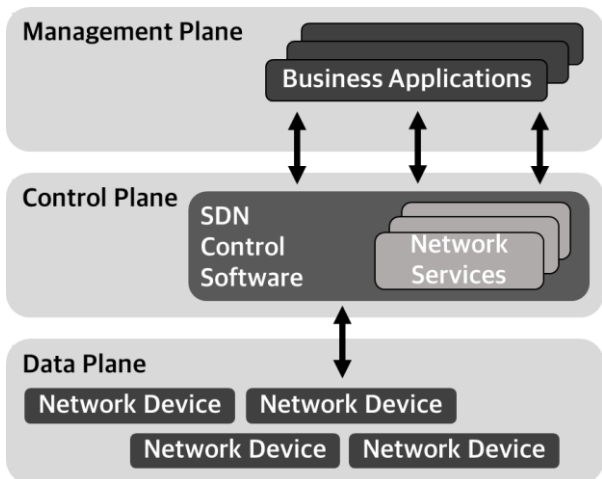 Management Plane
Business Applications
Control Plane
SDN
Control
Software
Network
Services
Data Plane
Network Device
Network Device
Network Device
Network Device